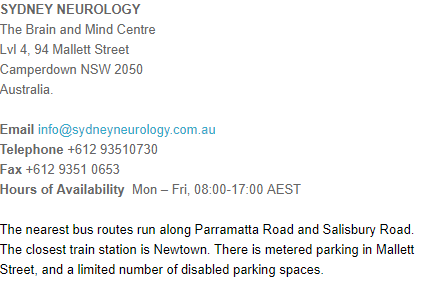 SYDNEY NEUROLOGY
The Brain and Mind Centre
Lvl 4, 94 Mallett Street
Camperdown NSW 2050
Australia.
Email info@sydneyneurology.com.au
Telephone +612 93510730
Fax +612 9351 0653
Hours of Availability  Mon – Fri, 08:00-17:00 AEST
The nearest bus routes run along Parramatta Road and Salisbury Road.
The closest train station is Newtown. There is metered parking in Mallett
Street, and a limited number of disabled parking spaces.